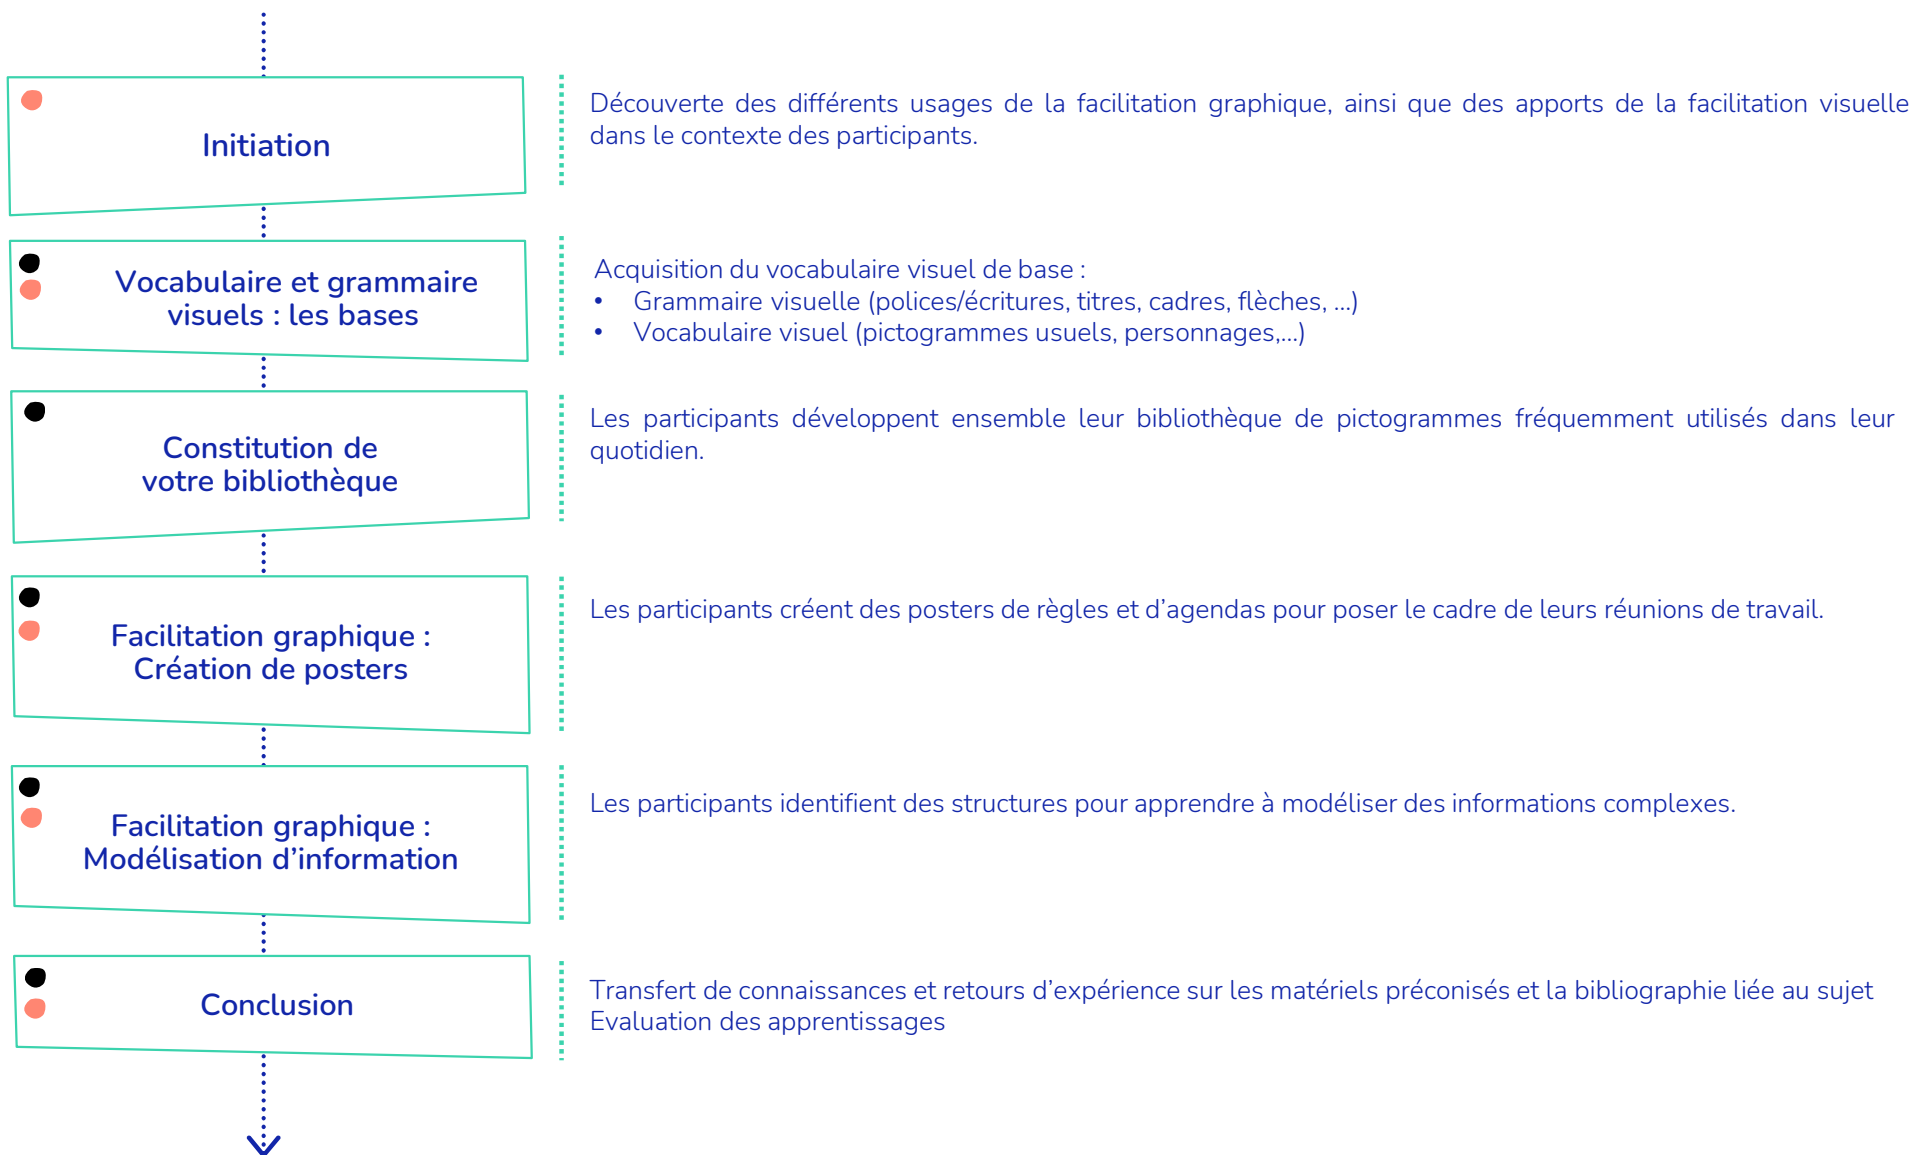 Initiation
Découverte des différents usages de la facilitation graphique, ainsi que des apports de la facilitation visuelle
dans le contexte des participants.
Vocabulaire et grammaire
visuels : les bases
Acquisition du vocabulaire visuel de base :
• Grammaire visuelle (polices/écritures, titres, cadres, flèches, ...)
• Vocabulaire visuel (pictogrammes usuels, personnages,...)
Constitution de
votre bibliothèque
Les participants développent ensemble leur bibliothèque de pictogrammes fréquemment utilisés dans leur
quotidien.
Facilitation graphique :
Création de posters
Les participants créent des posters de règles et d’agendas pour poser le cadre de leurs réunions de travail.
Facilitation graphique :
Modélisation d’information
Les participants identifient des structures pour apprendre à modéliser des informations complexes.
Conclusion
Transfert de connaissances et retours d’expérience sur les matériels préconisés et la bibliographie liée au sujet
Evaluation des apprentissages